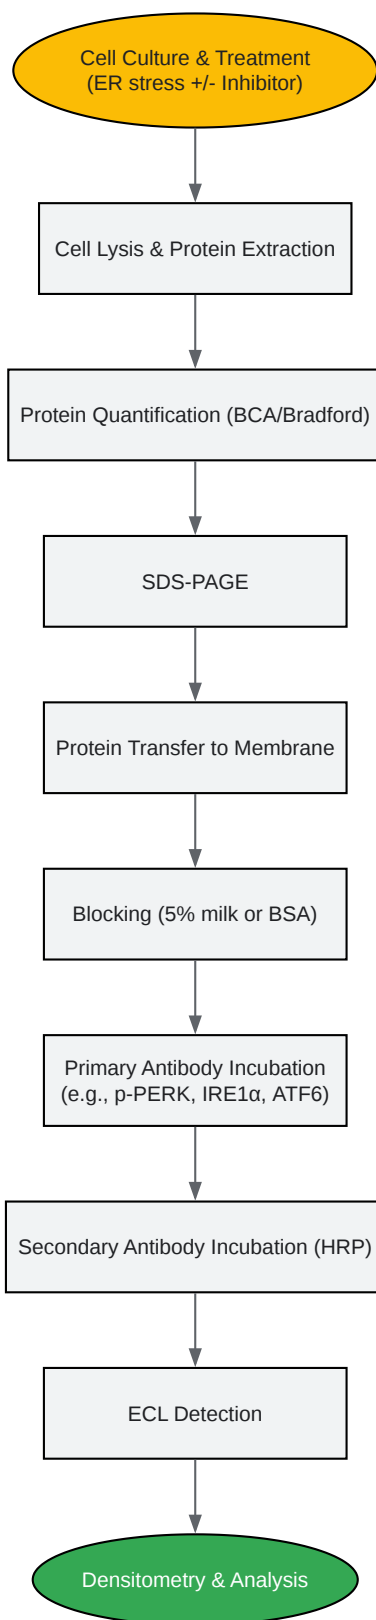 Cell Culture & Treatment
(ER stress +/- Inhibitor)
Cell Lysis & Protein Extraction
Protein Quantification (BCA/Bradford)
SDS-PAGE
Protein Transfer to Membrane
Blocking (5% milk or BSA)
Primary Antibody Incubation
(e.g., p-PERK, IRE1α, ATF6)
Secondary Antibody Incubation (HRP)
ECL Detection
Densitometry & Analysis